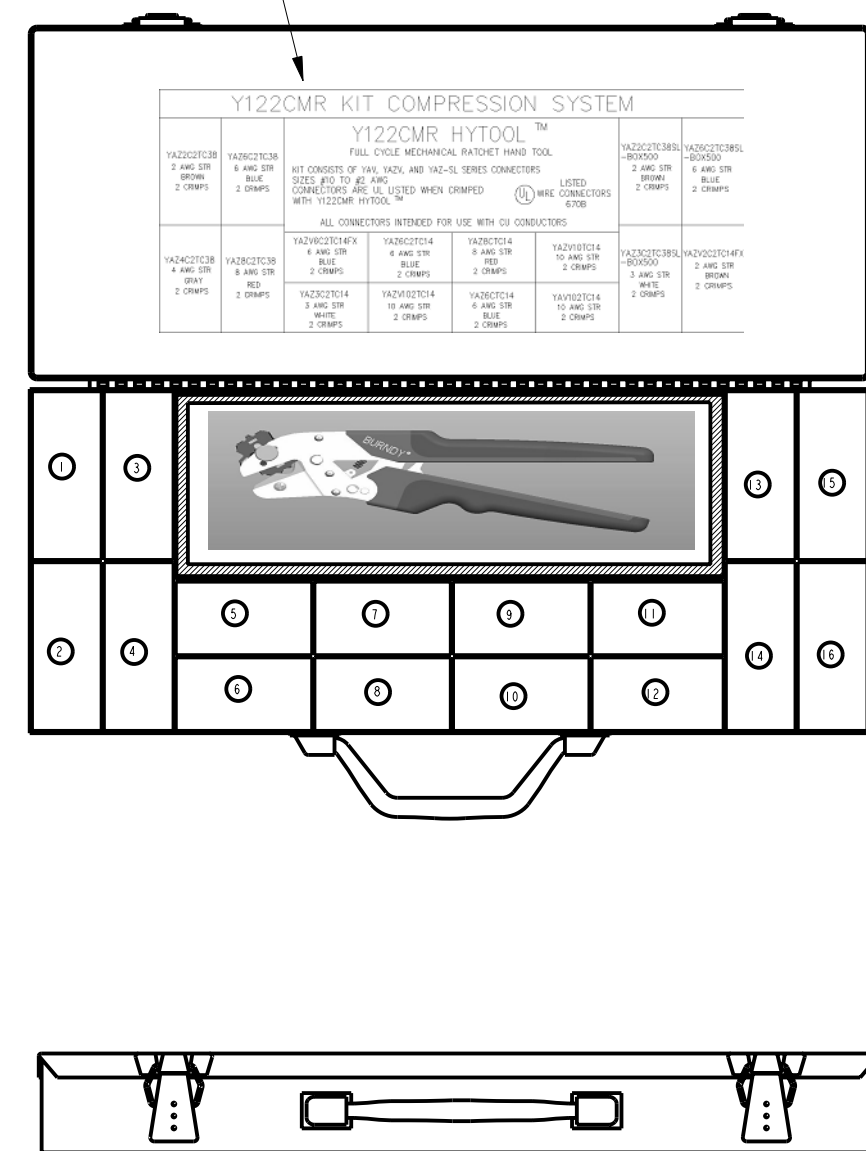 Y122CMR KIT COMPRESSION SYSTEM
YAZ2C2TC38
2 AWG STR
BROWN
2 CRIMPS
YAZ6C2TC38
6 AWG STR
BLUE
2 CRIMPS
Y122CMR HYTOOL TM
FULL CYCLE MECHANICAL RATCHET HAND TOOL
KIT CONSISTS OF YAV, YAZV, AND YAZ-SL SERIES CONNECTORS
SIZES #10 TO #2 AWG
CONNECTORS ARE UL LISTED WHEN CRIMPED
WITH Y122CMR HYTOOL TM
UL
LISTED
WIRE CONNECTORS
670B
ALL CONNECTORS INTENDED FOR USE WITH CU CONDUCTORS
YAZ2C2TC38SL
-BOX500
2 AWG STR
BROWN
2 CRIMPS
YAZ6C2TC38SL
-BOX500
6 AWG STR
BLUE
2 CRIMPS
YAZ4C2TC38
4 AWG STR
GRAY
2 CRIMPS
YAZ8C2TC38
8 AWG STR
RED
2 CRIMPS
YAZV6C2TC14FX
6 AWG STR
BLUE
2 CRIMPS
YAZ6C2TC14
6 AWG STR
BLUE
2 CRIMPS
YAZ8CTC14
8 AWG STR
RED
2 CRIMPS
YAZV10TC14
10 AWG STR
2 CRIMPS
YAZ3C2TC14
3 AWG STR
WHITE
2 CRIMPS
YAZV102TC14
10 AWG STR
2 CRIMPS
YAZ6CTC14
6 AWG STR
BLUE
2 CRIMPS
YAV102TC14
10 AWG STR
2 CRIMPS
YAZ3C2TC38SL
-BOX500
3 AWG STR
WHITE
2 CRIMPS
YAZV2C2TC14FX
2 AWG STR
BROWN
2 CRIMPS
BURNDY®
1
3
13
15
5
7
9
11
2
4
14
16
6
8
10
12